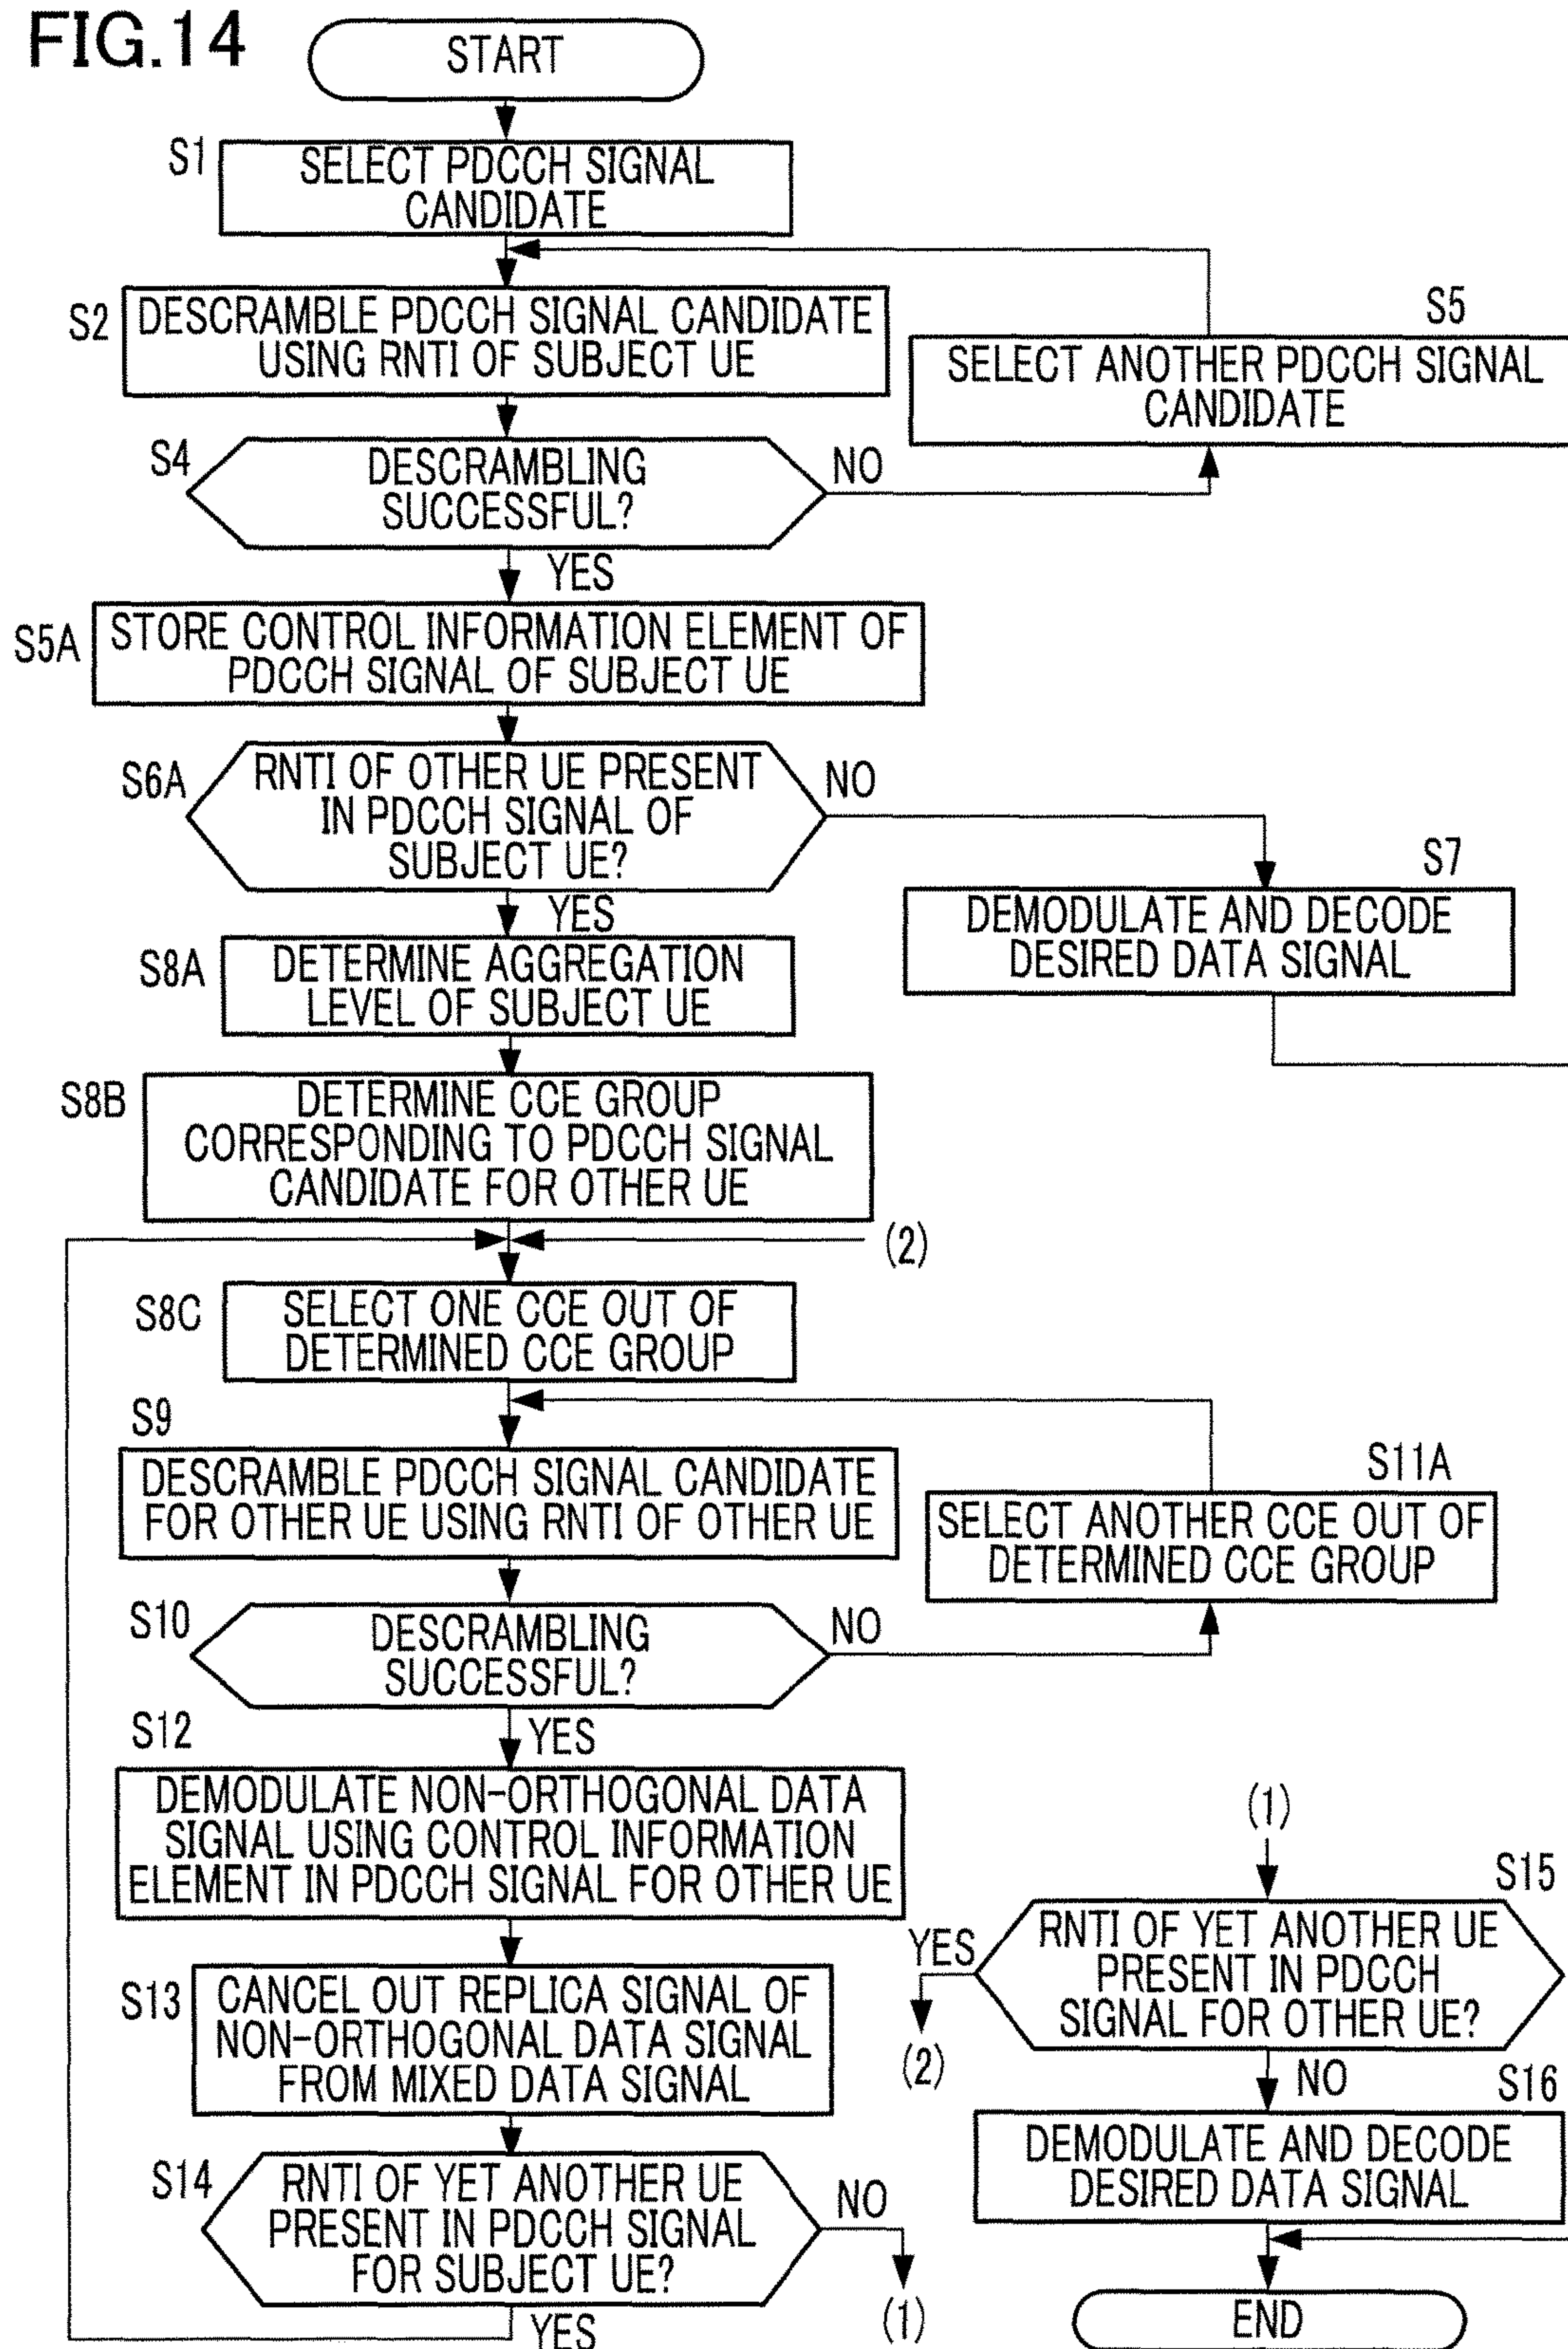 FIG.14
START
S1
SELECT PDCCH SIGNAL
CANDIDATE
S2
DESCRAMBLE PDCCH SIGNAL CANDIDATE
USING RNTI OF SUBJECT UE
S5
SELECT ANOTHER PDCCH SIGNAL
CANDIDATE
S4
DESCRAMBLING
SUCCESSFUL?
NO
YES
S5A
STORE CONTROL INFORMATION ELEMENT OF
PDCCH SIGNAL OF SUBJECT UE
S6A
RNTI OF OTHER UE PRESENT
IN PDCCH SIGNAL OF
SUBJECT UE?
NO
YES
S7
DEMODULATE AND DECODE
DESIRED DATA SIGNAL
S8A
DETERMINE AGGREGATION
LEVEL OF SUBJECT UE
S8B
DETERMINE CCE GROUP
CORRESPONDING TO PDCCH SIGNAL
CANDIDATE FOR OTHER UE
(2)
S8C
SELECT ONE CCE OUT OF
DETERMINED CCE GROUP
S9
DESCRAMBLE PDCCH SIGNAL CANDIDATE
FOR OTHER UE USING RNTI OF OTHER UE
S11A
SELECT ANOTHER CCE OUT OF
DETERMINED CCE GROUP
S10
DESCRAMBLING
SUCCESSFUL?
NO
YES
S12
DEMODULATE NON-ORTHOGONAL DATA
SIGNAL USING CONTROL INFORMATION
ELEMENT IN PDCCH SIGNAL FOR OTHER UE
S13
CANCEL OUT REPLICA SIGNAL OF
NON-ORTHOGONAL DATA SIGNAL
FROM MIXED DATA SIGNAL
S14
RNTI OF YET ANOTHER UE
PRESENT IN PDCCH SIGNAL
FOR SUBJECT UE?
NO
(1)
YES
(1)
S15
RNTI OF YET ANOTHER UE
PRESENT IN PDCCH
SIGNAL FOR OTHER UE?
YES
(2)
NO
S16
DEMODULATE AND DECODE
DESIRED DATA SIGNAL
END